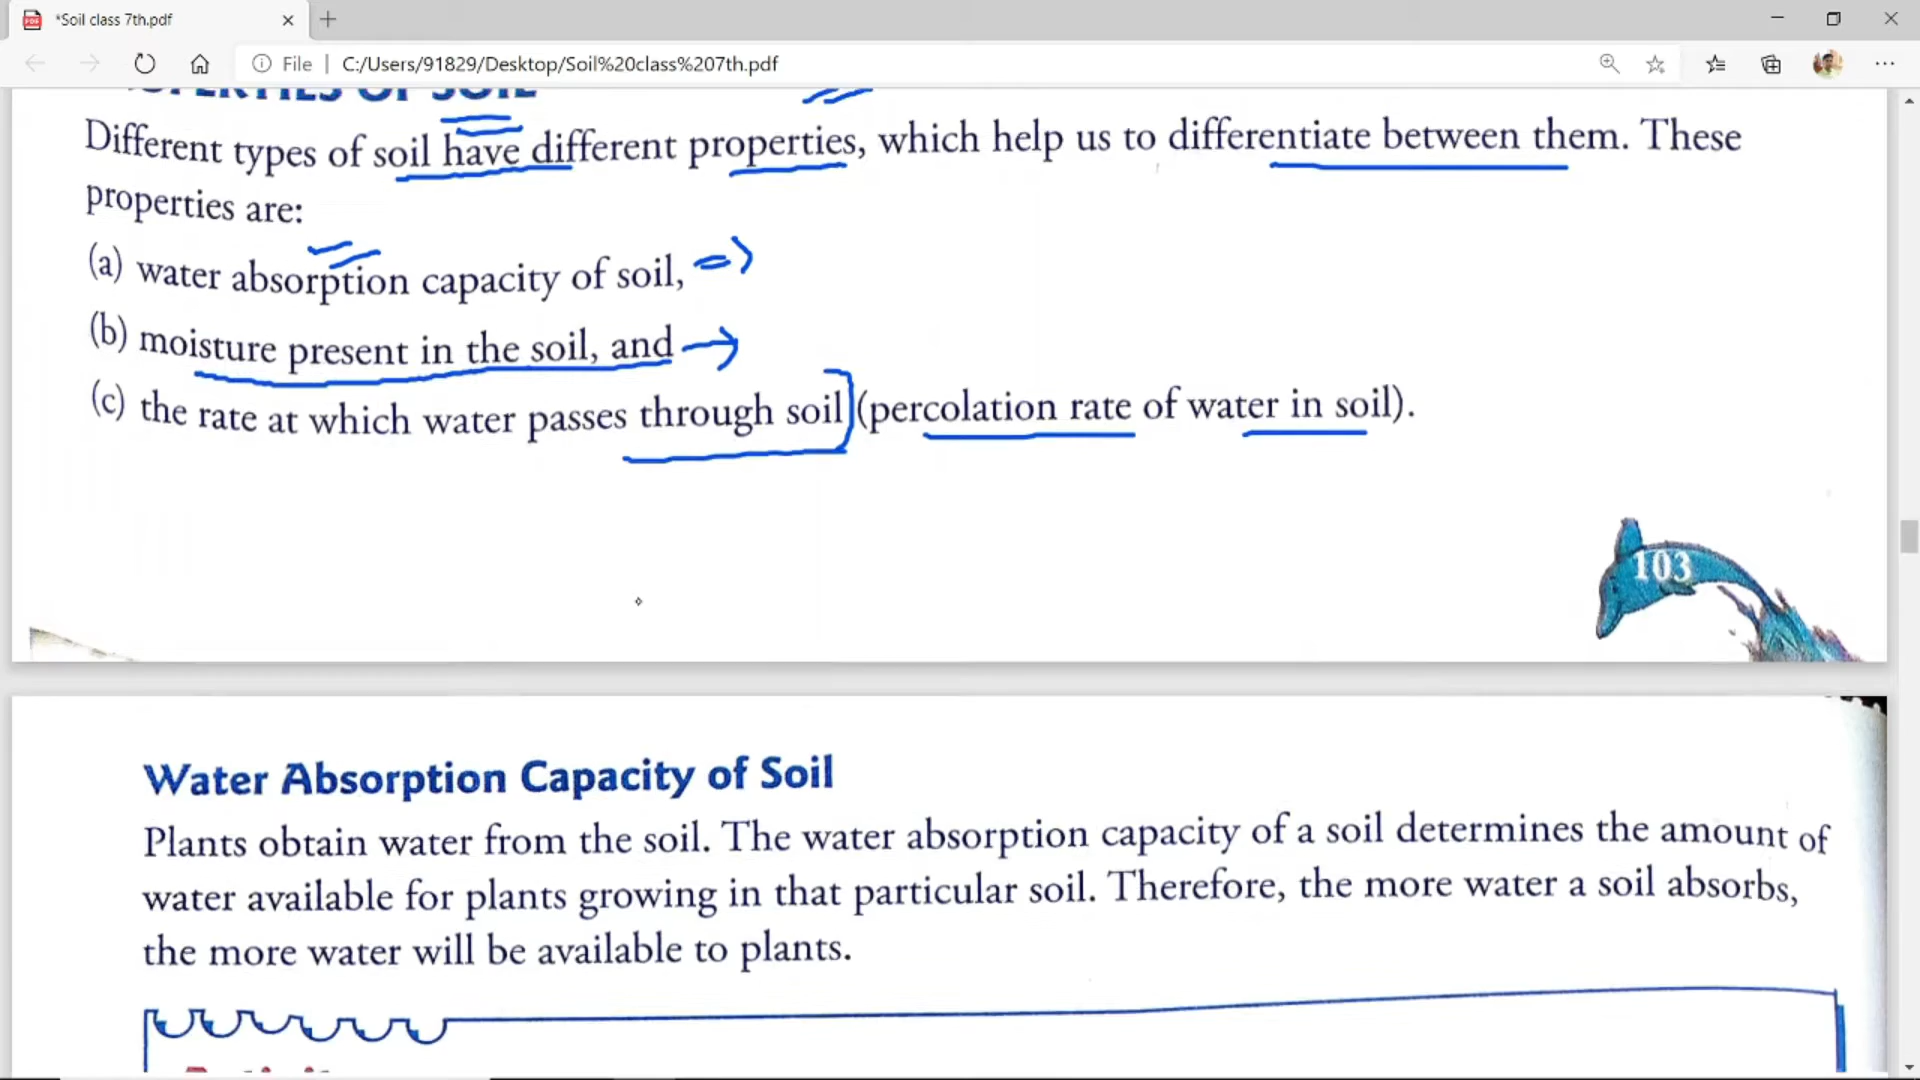 *Soil class 7th.pdf
File | C:/Users/91829/Desktop/Soil%20class%207th.pdf
OF SOIL
Different types of soil have different properties, which help us to differentiate between them. These
properties are:
(a) water absorption capacity of soil,
(b) moisture present in the soil, and
(c) the rate at which water passes through soil (percolation rate of water in soil).
103
Water Absorption Capacity of Soil
Plants obtain water from the soil. The water absorption capacity of a soil determines the amount of
water available for plants growing in that particular soil. Therefore, the more water a soil absorbs,
the more water will be available to plants.